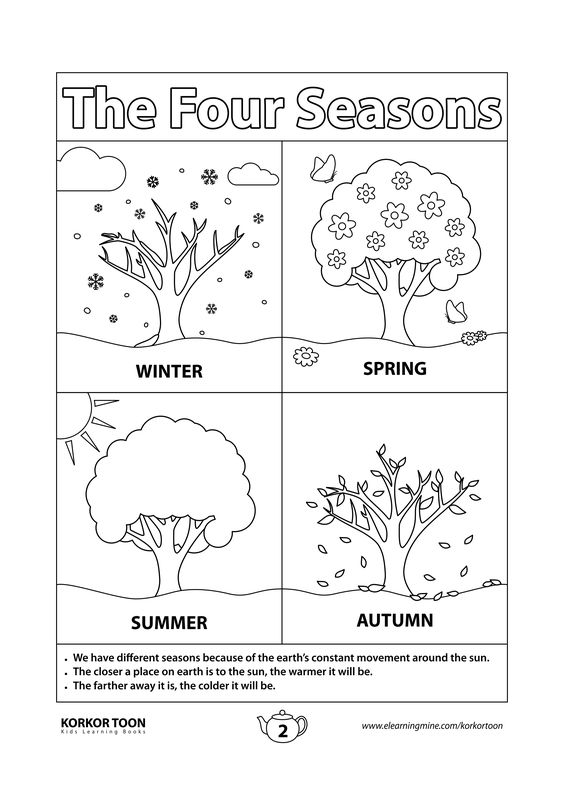 The Four Seasons
WINTER
SPRING
SUMMER
AUTUMN
• We have different seasons because of the earth's constant movement around the sun.
• The closer a place on earth is to the sun, the warmer it will be.
• The farther away it is, the colder it will be.
KORKOR TOON
Kids Learning Books
2
www.elearningmine.com/korkortoon